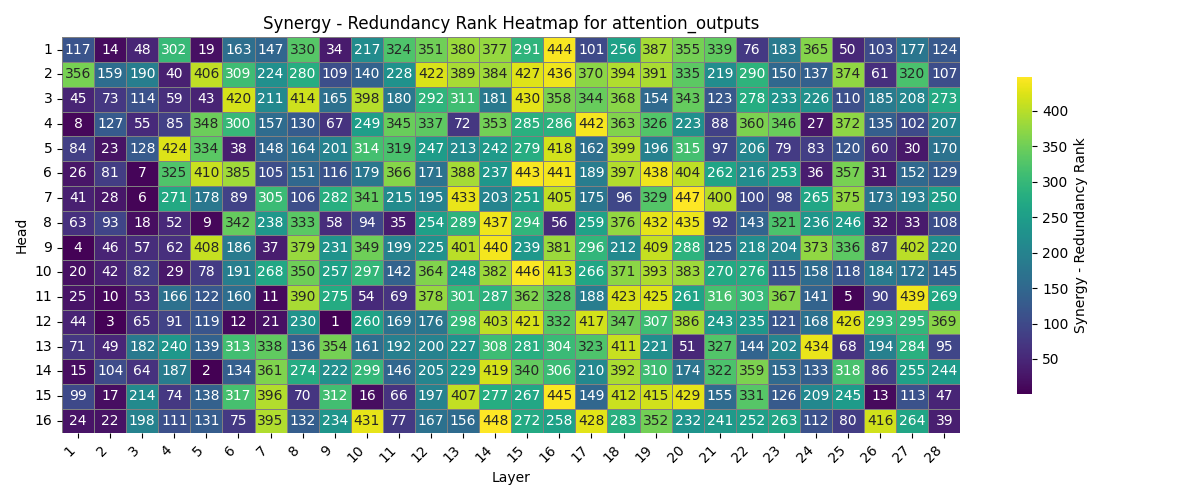 Synergy - Redundancy Rank Heatmap for attention_outputs
1 117 14 48 302 19 163 147 330 34 217 324 351 380 377 291 444 101 256 387 355 339 76 183 365 50 103 177 124
2 356 159 190 40 406 309 224 280 109 140 228 422 389 384 427 436 370 394 391 335 219 290 150 137 374 61 320 107
3 45 73 114 59 43 420 211 414 165 398 180 292 311 181 430 358 344 368 154 343 123 278 233 226 110 185 208 273
4 8 127 55 85 348 300 157 130 67 249 345 337 72 353 285 286 442 363 326 223 88 360 346 27 372 135 102 207
5 84 23 128 424 334 38 148 164 201 314 319 247 213 242 279 418 162 399 196 315 97 206 79 83 120 60 30 170
6 26 81 7 325 410 385 105 151 116 179 366 171 388 237 443 441 189 397 438 404 262 216 253 36 357 31 152 129
7 41 28 6 271 178 89 305 106 282 341 215 195 433 203 251 405 175 96 329 447 400 100 98 265 375 173 193 250
8 63 93 18 52 9 342 238 333 58 94 35 254 289 437 294 56 259 376 432 435 92 143 321 236 246 32 33 108
9 4 46 57 62 408 186 37 379 231 349 199 225 401 440 239 381 296 212 409 288 125 218 204 373 336 87 402 220
10 20 42 82 29 78 191 268 350 257 297 142 364 248 382 446 413 266 371 393 383 270 276 115 158 118 184 172 145
11 25 10 53 166 122 160 11 390 275 54 69 378 301 287 362 328 188 423 425 261 316 303 367 141 5 90 439 269
12 44 3 65 91 119 12 21 230 1 260 169 176 298 403 421 332 417 347 307 386 243 235 121 168 426 293 295 369
13 71 49 182 240 139 313 338 136 354 161 192 200 227 308 281 304 323 411 221 51 327 144 202 434 68 194 284 95
14 15 104 64 187 2 134 361 274 222 299 146 205 229 419 340 306 210 392 310 174 322 359 153 133 318 86 255 244
15 99 17 214 74 138 317 396 70 312 16 66 197 407 277 267 445 149 412 415 429 155 331 126 209 245 13 113 47
16 24 22 198 111 131 75 395 132 234 431 77 167 156 448 272 258 428 283 352 232 241 252 263 112 80 416 264 39
1 2 3 4 5 6 7 8 9 10 11 12 13 14 15 16 17 18 19 20 21 22 23 24 25 26 27 28
Layer
Head
400
350
300
250
200
150
100
50
Synergy - Redundancy Rank